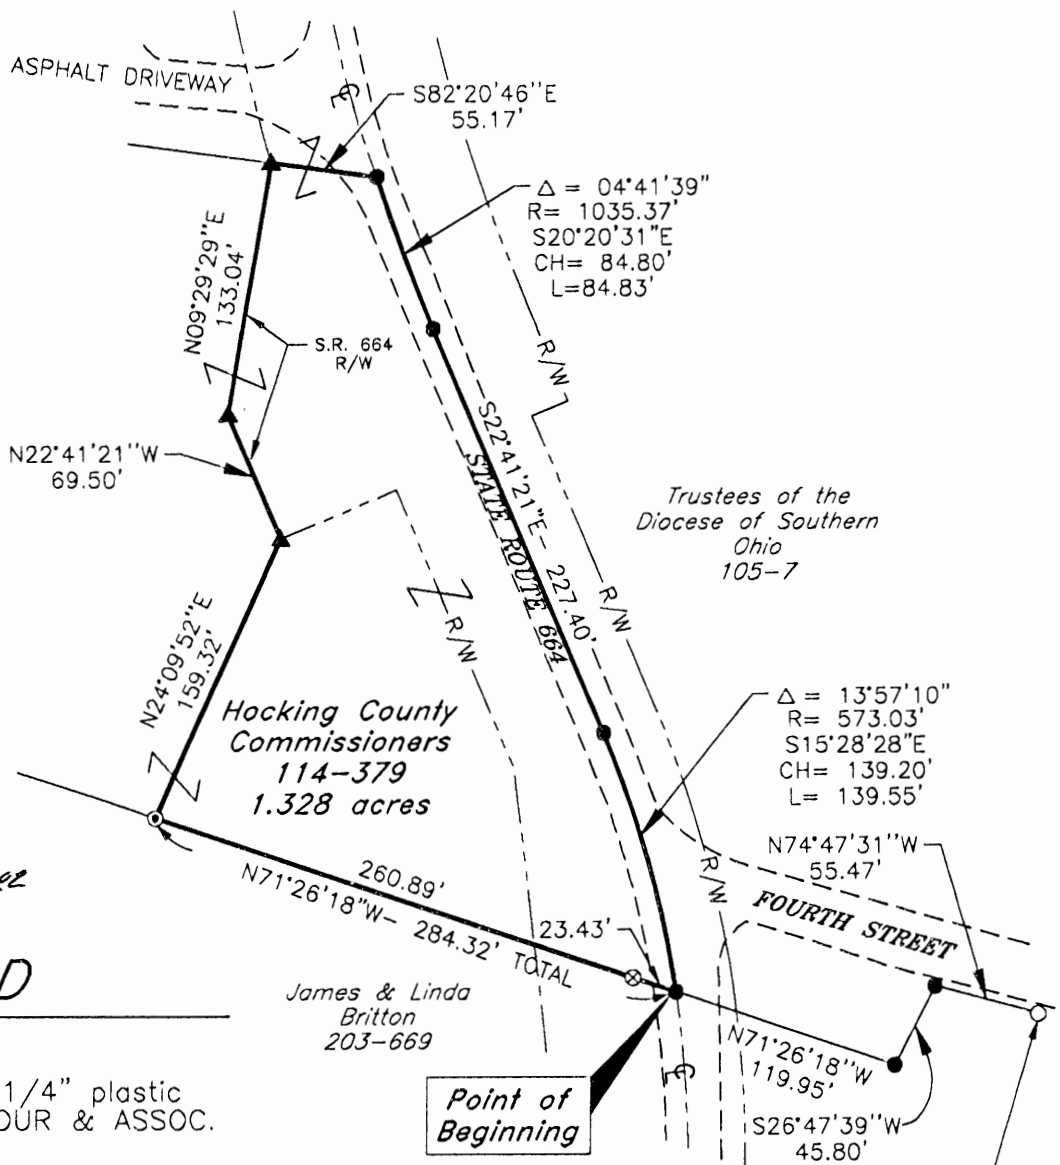 ASPHALT DRIVEWAY
℄
S82°20'46"E
55.17'
Δ = 04°41'39"
R= 1035.37'
S20°20'31"E
CH= 84.80'
L=84.83'
N09°29'29"E
133.04'
S.R. 664
R/W
R/W
N22°41'21"W
69.50'
S22°41'21"E- 227.40'
STATE ROUTE 664
Trustees of the
Diocese of Southern
Ohio
105-7
R/W
R/W
N24°09'52"E
159.32'
Hocking County
Commissioners
114-379
1.328 acres
Δ = 13°57'10"
R= 573.03'
S15°28'28"E
CH= 139.20'
L= 139.55'
N74°47'31"W
55.47'
R/W
FOURTH STREET
260.89'
N71°26'18"W- 284.32' TOTAL
23.43'
D
James & Linda
Britton
203-669
N71°26'18"W
119.95'
℄
1/4" plastic
OUR & ASSOC.
Point of
Beginning
S26°47'39"W
45.80'